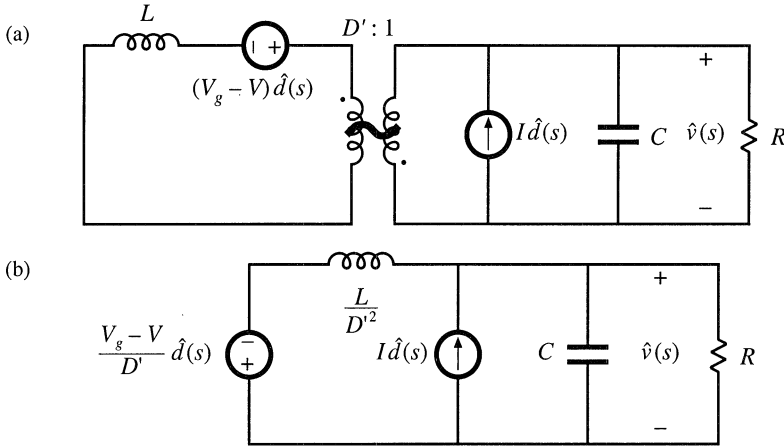 (a)
L
D' : 1
(V_g – V) d̂(s)
I d̂(s)
C
v̂(s)
R
+
–
– +
(b)
L
D'²
V_g – V
D'
d̂(s)
–
+
I d̂(s)
C
v̂(s)
R
+
–